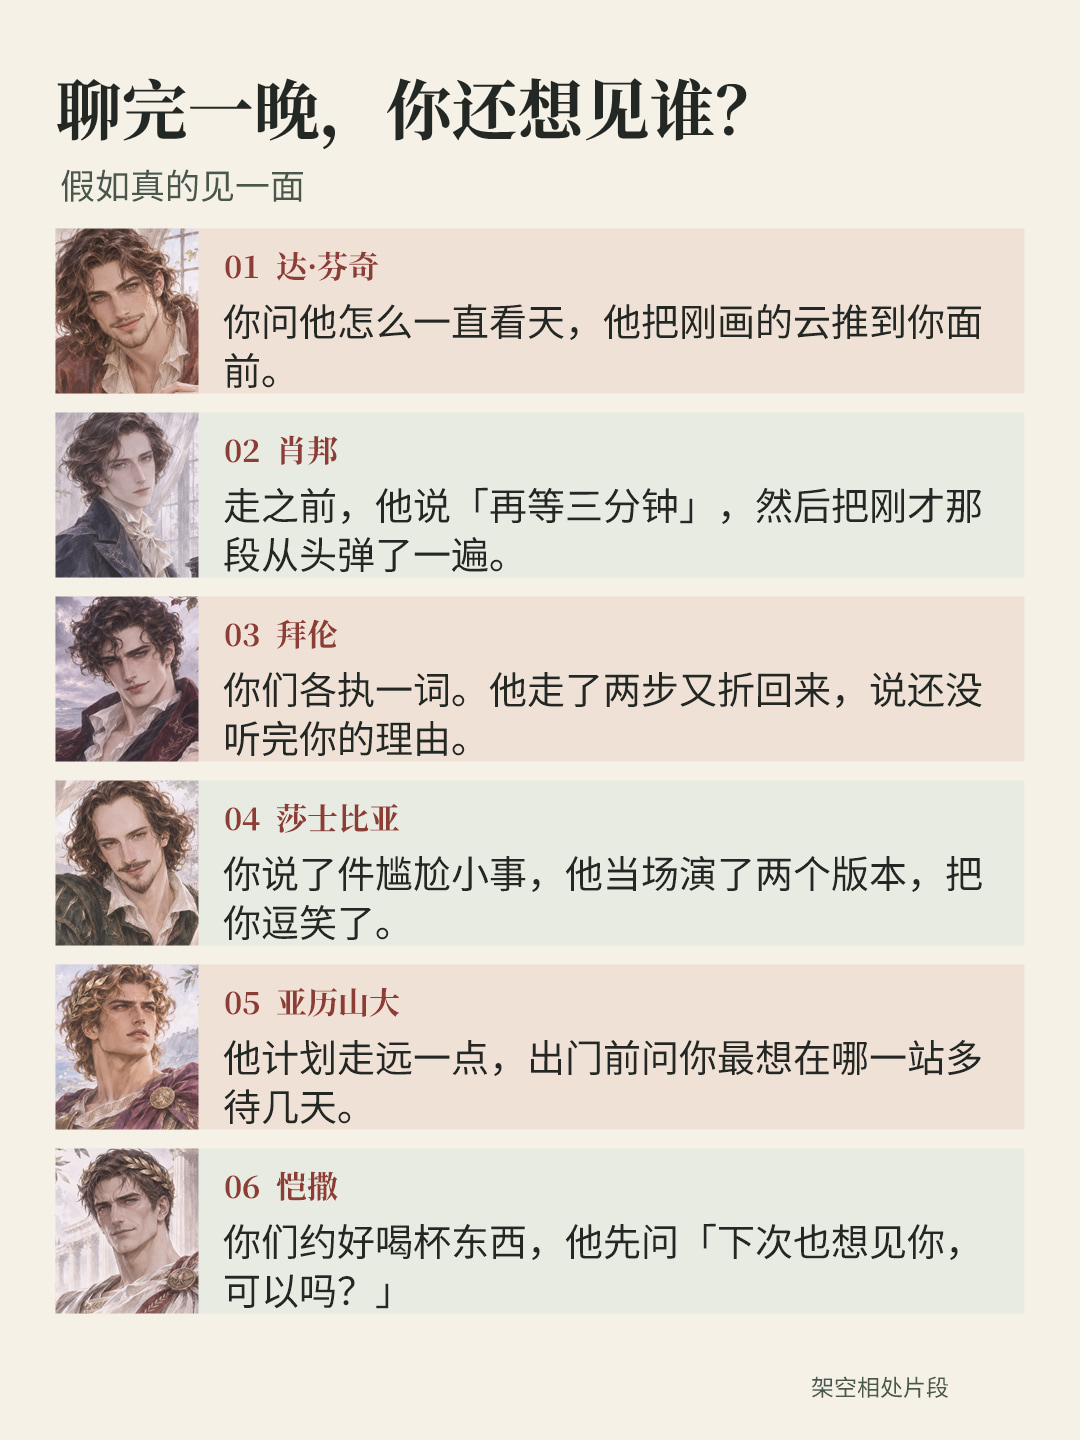 聊完一晚，你还想见谁？
假如真的见一面
01 达·芬奇
你问他怎么一直看天，他把刚画的云推到你面
前。
02 肖邦
走之前，他说「再等三分钟」，然后把刚才那
段从头弹了一遍。
03 拜伦
你们各执一词。他走了两步又折回来，说还没
听完你的理由。
04 莎士比亚
你说了件尴尬小事，他当场演了两个版本，把
你逗笑了。
05 亚历山大
他计划走远一点，出门前问你最想在哪一站多
待几天。
06 恺撒
你们约好喝杯东西，他先问「下次也想见你，
可以吗？」
架空相处片段